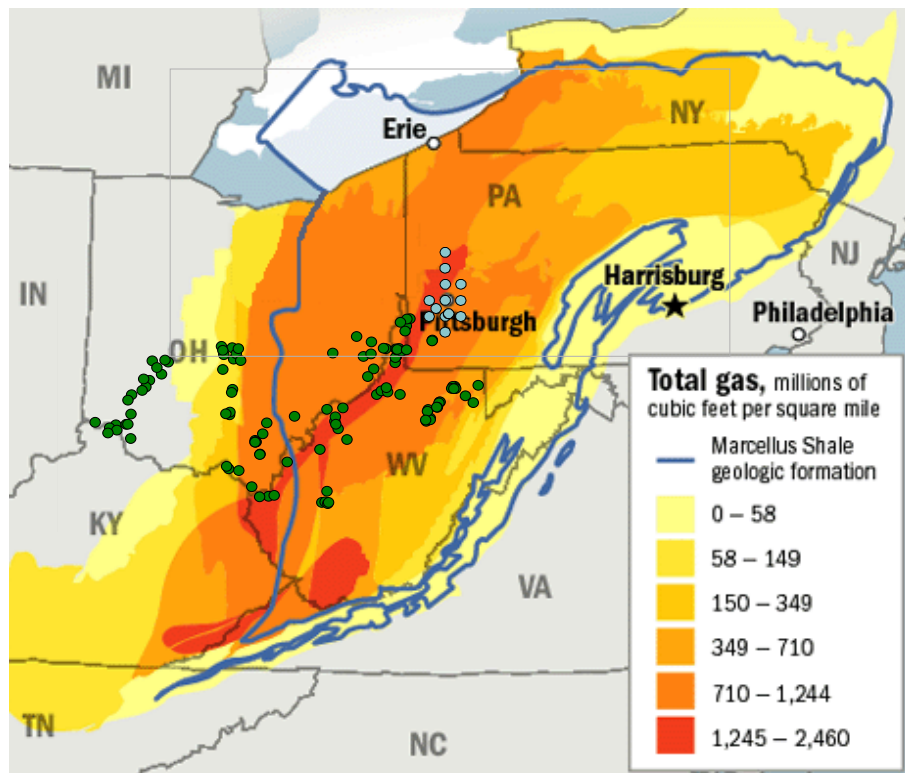 MI
Erie
NY
PA
IN
NJ
Harrisburg
Pittsburgh
Philadelphia
OH
Total gas, millions of
cubic feet per square mile
Marcellus Shale
geologic formation
0 – 58
58 – 149
150 – 349
349 – 710
710 – 1,244
1,245 – 2,460
WV
KY
VA
TN
NC